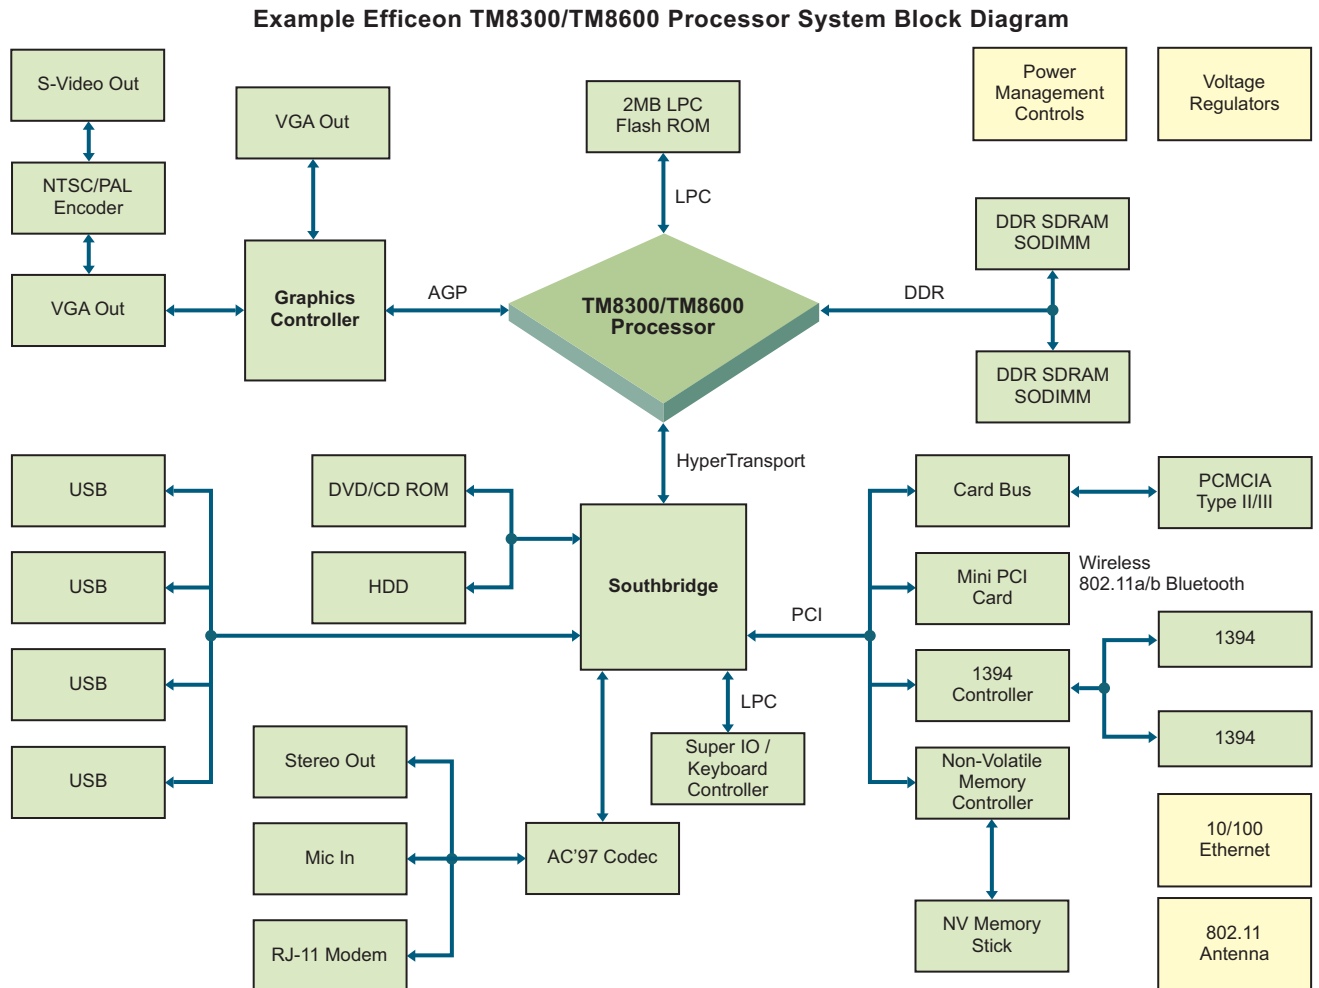 Example Efficeon TM8300/TM8600 Processor System Block Diagram
S-Video Out
NTSC/PAL
Encoder
VGA Out
VGA Out
Graphics
Controller
AGP
2MB LPC
Flash ROM
LPC
TM8300/TM8600
Processor
DDR
Power
Management
Controls
Voltage
Regulators
DDR SDRAM
SODIMM
DDR SDRAM
SODIMM
HyperTransport
USB
USB
USB
USB
DVD/CD ROM
HDD
Southbridge
PCI
LPC
Super IO /
Keyboard
Controller
Stereo Out
Mic In
RJ-11 Modem
AC'97 Codec
Card Bus
PCMCIA
Type II/III
Mini PCI
Card
Wireless
802.11a/b Bluetooth
1394
Controller
1394
1394
Non-Volatile
Memory
Controller
NV Memory
Stick
10/100
Ethernet
802.11
Antenna